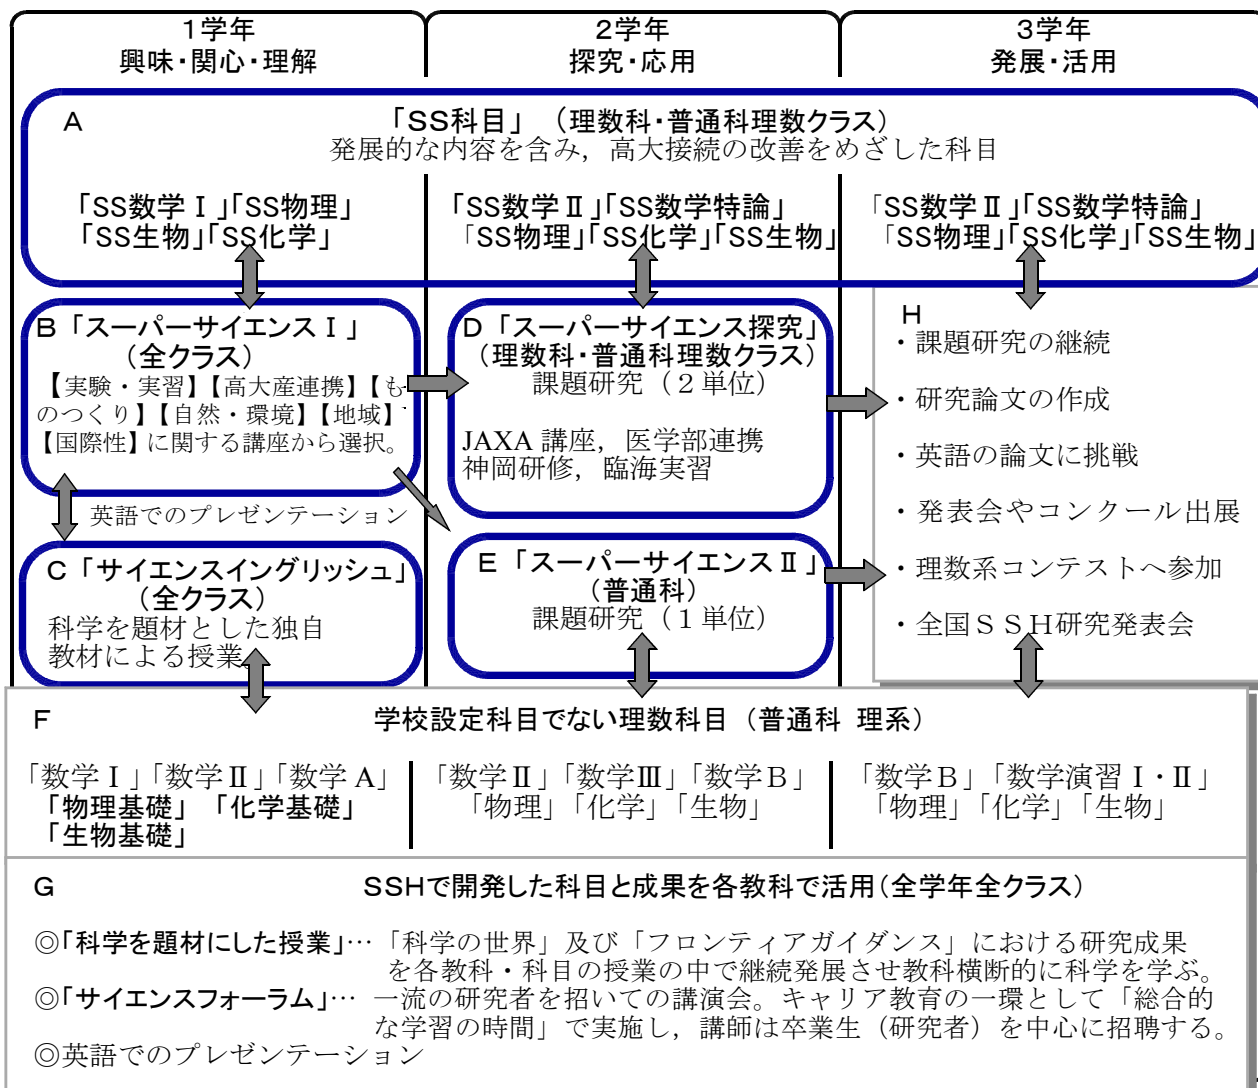 1学年
興味・関心・理解
2学年
探究・応用
3学年
発展・活用
A 「SS科目」（理数科・普通科理数クラス）
発展的な内容を含み，高大接続の改善をめざした科目
「SS数学Ⅰ」「SS物理」
「SS生物」「SS化学」
「SS数学Ⅱ」「SS数学特論」
「SS物理」「SS化学」「SS生物」
「SS数学Ⅱ」「SS数学特論」
「SS物理」「SS化学」「SS生物」
B「スーパーサイエンスⅠ」
（全クラス）
【実験・実習】【高大産連携】【も
のつくり】【自然・環境】【地域】
【国際性】に関する講座から選択。
英語でのプレゼンテーション
C「サイエンスイングリッシュ」
（全クラス）
科学を題材とした独自
教材による授業。
D「スーパーサイエンス探究」
（理数科・普通科理数クラス）
課題研究（２単位）
JAXA 講座，医学部連携
神岡研修，臨海実習
E「スーパーサイエンスⅡ」
（普通科）
課題研究（１単位）
H
・課題研究の継続
・研究論文の作成
・英語の論文に挑戦
・発表会やコンクール出展
・理数系コンテストへ参加
・全国ＳＳＨ研究発表会
F 学校設定科目でない理数科目（普通科 理系）
「数学Ⅰ」「数学Ⅱ」「数学 A」
「物理基礎」「化学基礎」
「生物基礎」
「数学Ⅱ」「数学Ⅲ」「数学Ｂ」
「物理」「化学」「生物」
「数学Ｂ」「数学演習Ⅰ・Ⅱ」
「物理」「化学」「生物」
G SSHで開発した科目と成果を各教科で活用（全学年全クラス）
◎「科学を題材にした授業」…「科学の世界」及び「フロンティアガイダンス」における研究成果
を各教科・科目の授業の中で継続発展させ教科横断的に科学を学ぶ。
◎「サイエンスフォーラム」… 一流の研究者を招いての講演会。キャリア教育の一環として「総合的
な学習の時間」で実施し，講師は卒業生（研究者）を中心に招聘する。
◎英語でのプレゼンテーション